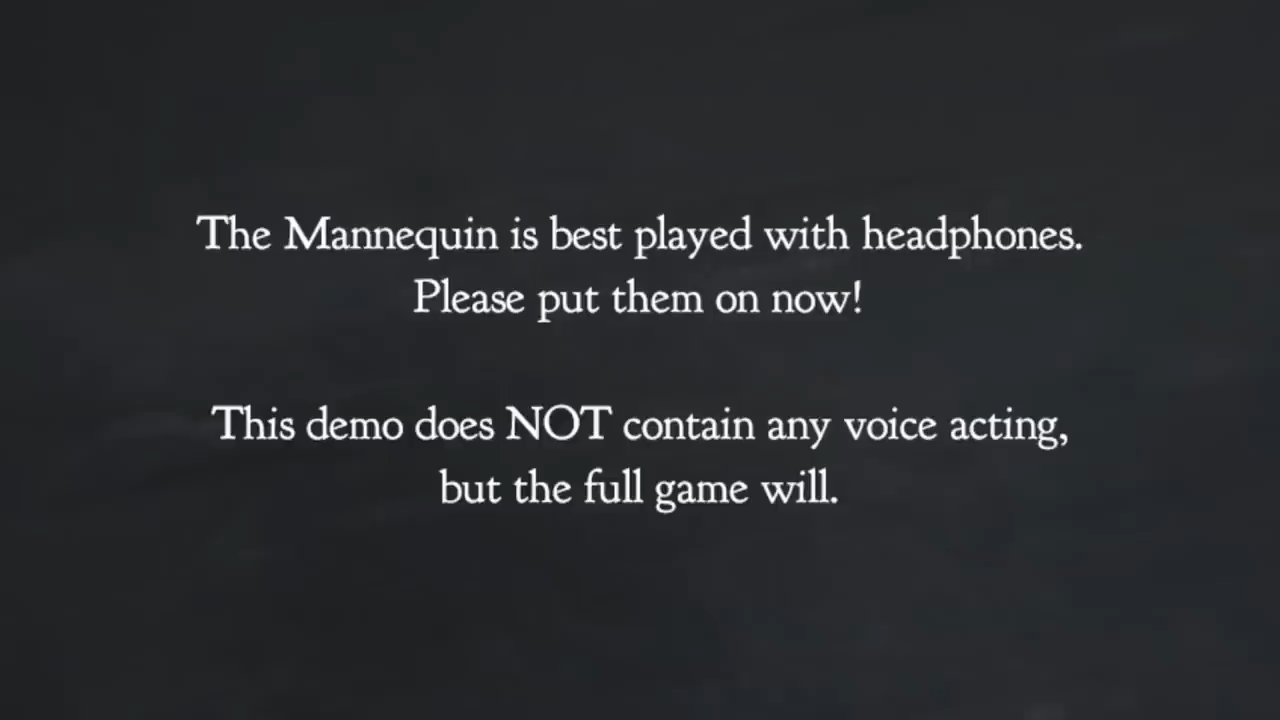 The Mannequin is best played with headphones.
Please put them on now!
This demo does NOT contain any voice acting,
but the full game will.